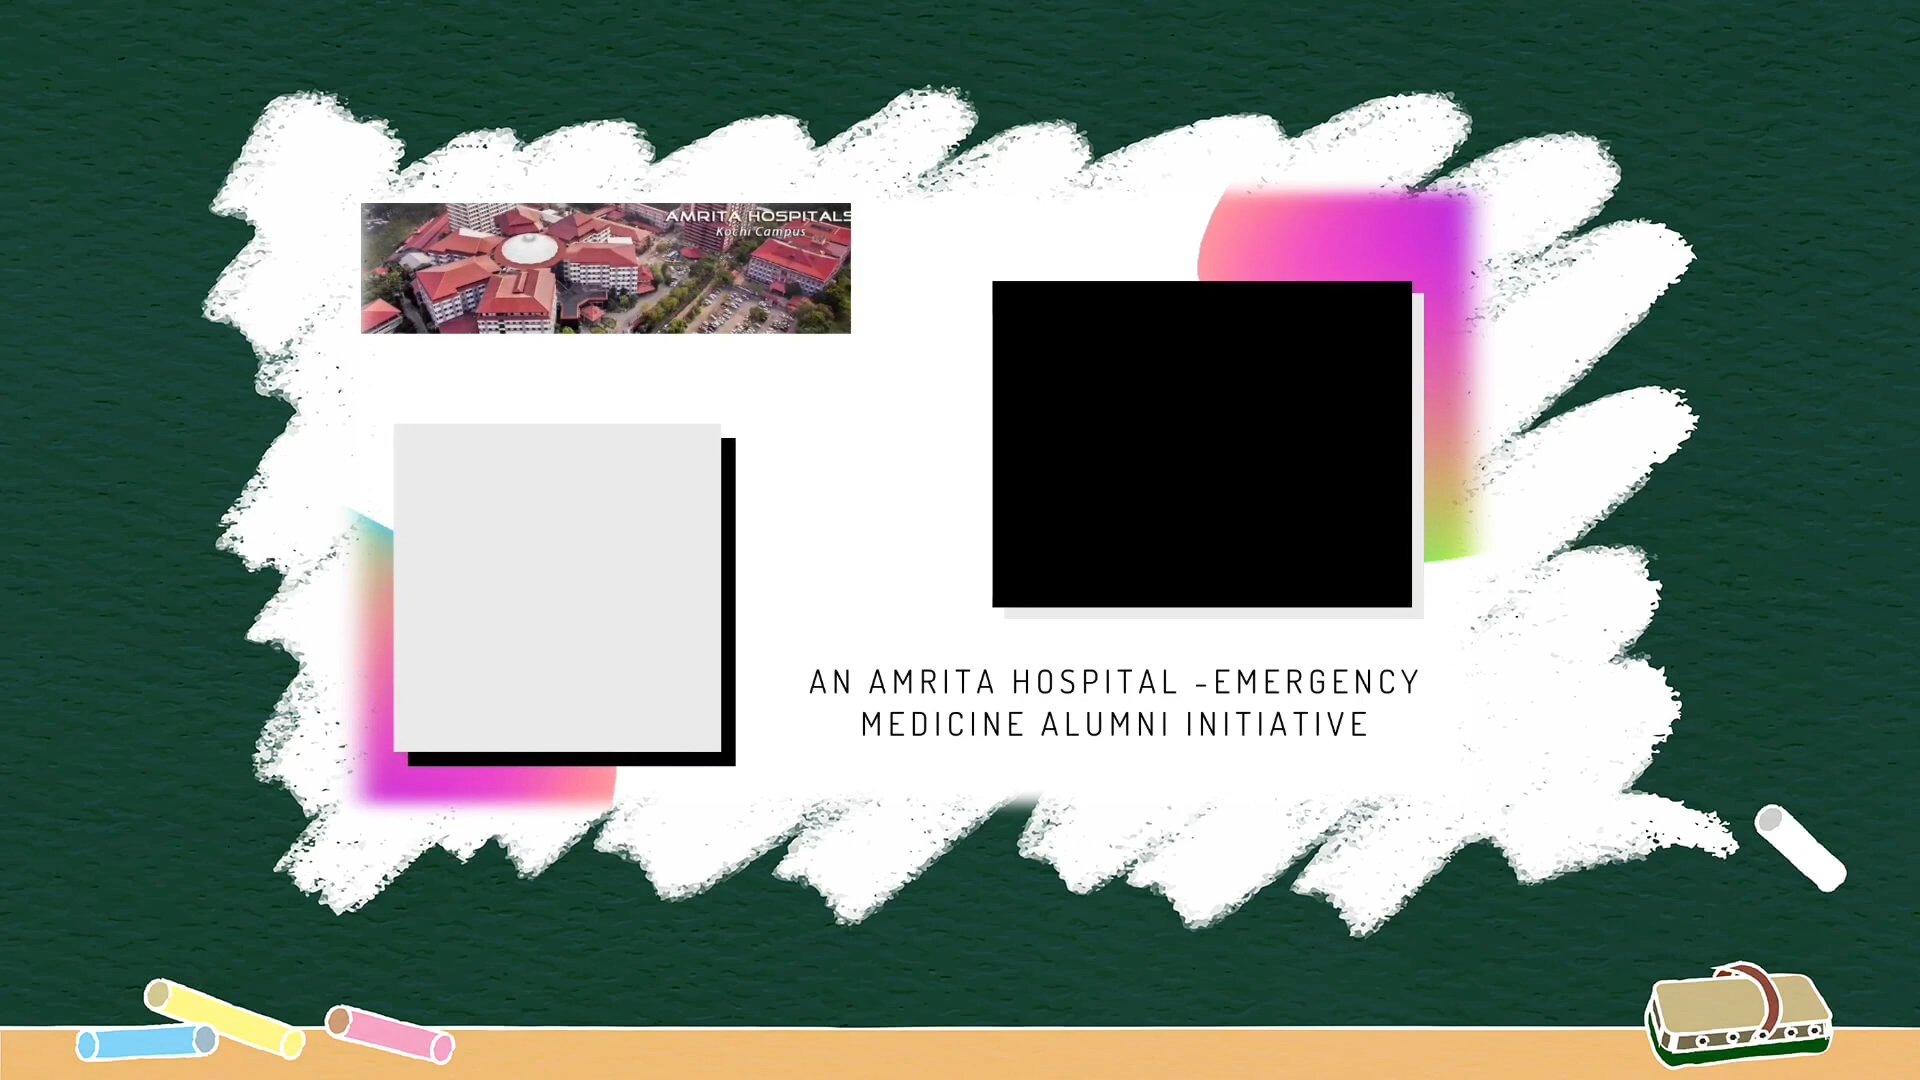 AMRITA HOSPITALS
Kochi Campus
AN AMRITA HOSPITAL -EMERGENCY
MEDICINE ALUMNI INITIATIVE